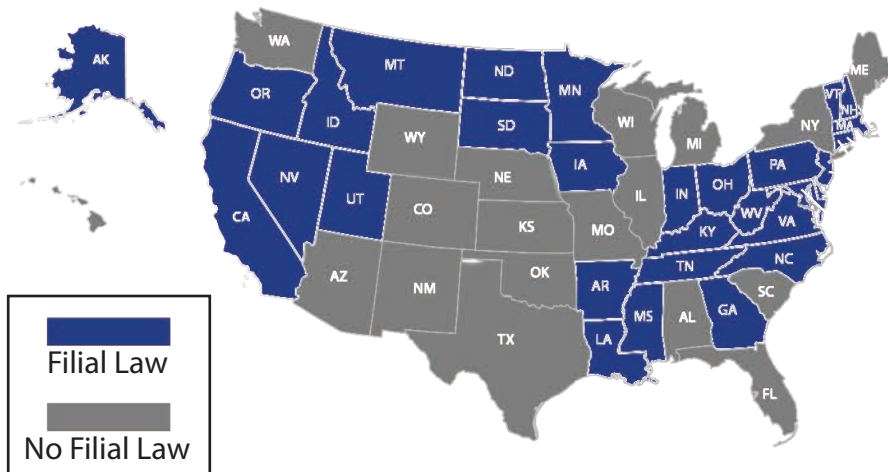 WA
ME
AK
MT
ND
MN
VT
NH
OR
ID
SD
WI
MI
NY
MA
WY
IA
PA
NE
NV
UT
CO
IL
IN
OH
WV
VA
CA
KS
MO
KY
NC
TN
AZ
NM
OK
AR
SC
MS
AL
GA
TX
LA
FL
Filial Law
No Filial Law